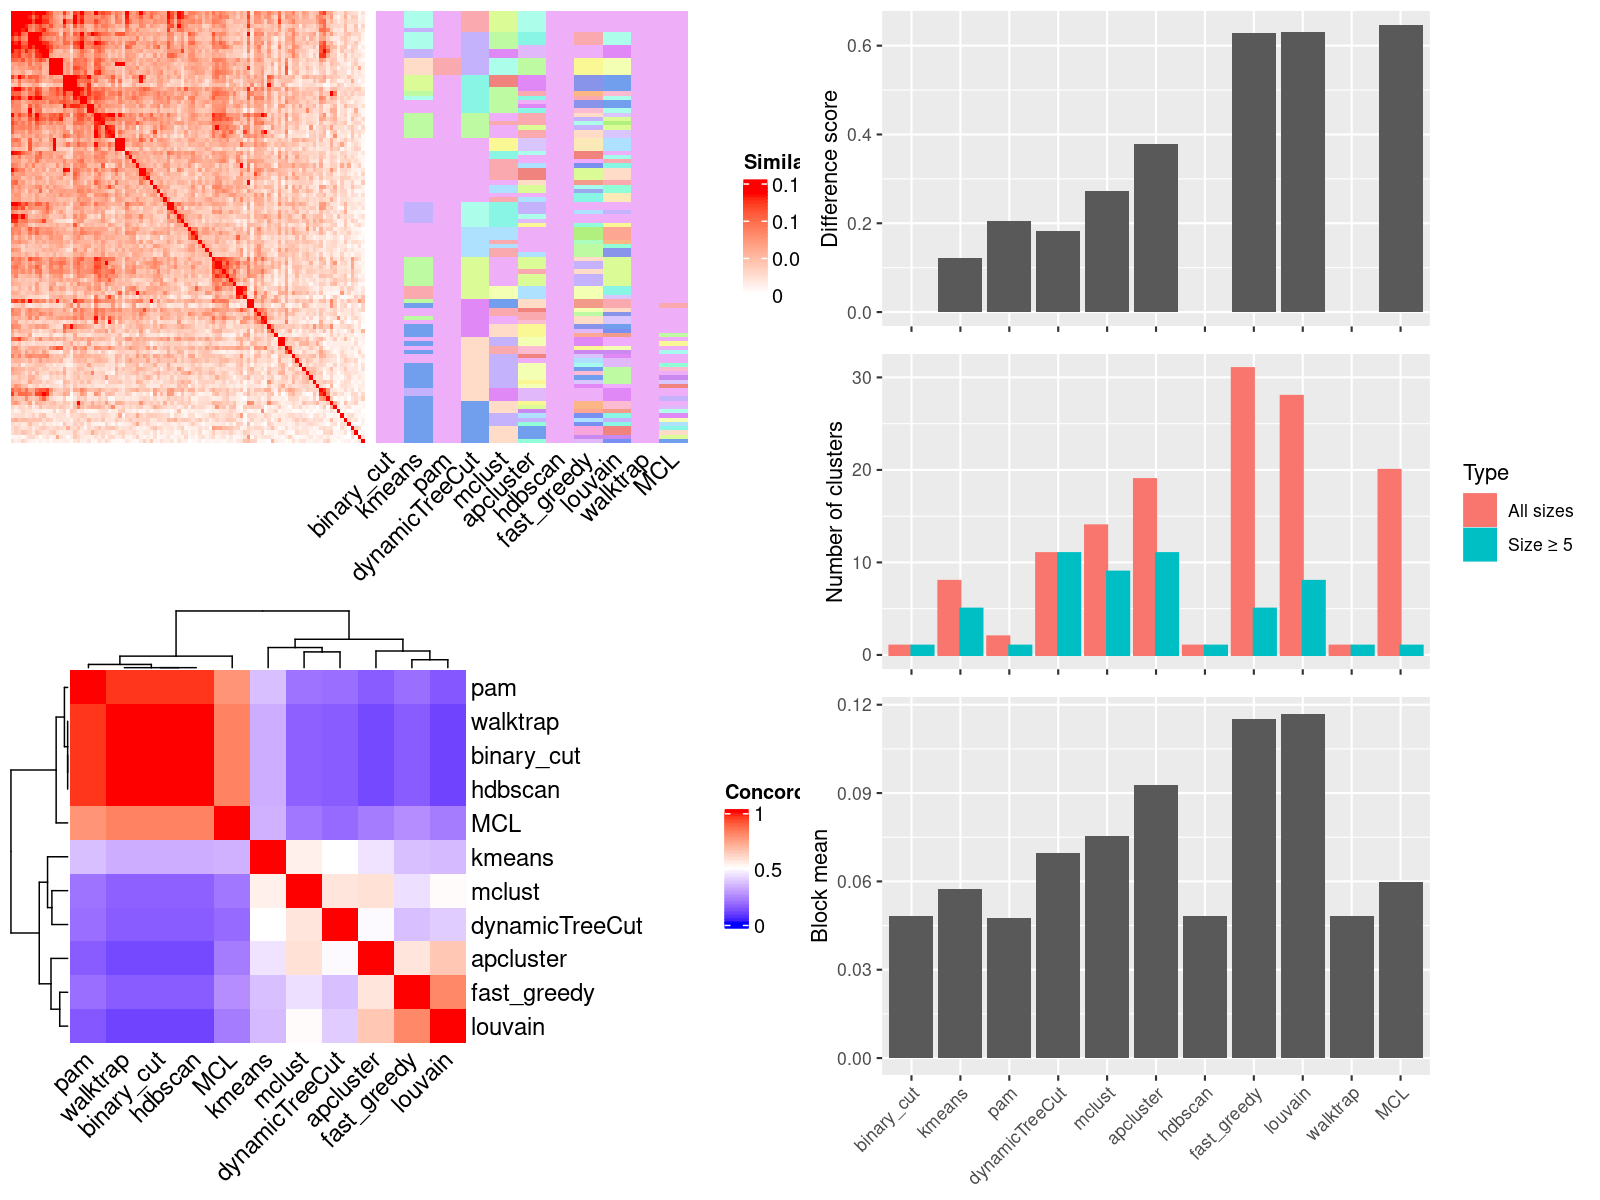 Simila
0.1
0.1
0.0
0
binary_cut
kmeans
pam
dynamicTreeCut
mclust
apcluster
hdbscan
fast_greedy
louvain
walktrap
MCL
pam
walktrap
binary_cut
hdbscan
MCL
kmeans
mclust
dynamicTreeCut
apcluster
fast_greedy
louvain
pam
walktrap
binary_cut
hdbscan
MCL
kmeans
mclust
dynamicTreeCut
apcluster
fast_greedy
louvain
Concord
1
0.5
0
Difference score
0.6
0.4
0.2
0.0
Number of clusters
30
20
10
0
Type
All sizes
Size ≥ 5
Block mean
0.12
0.09
0.06
0.03
0.00
binary_cut
kmeans
pam
dynamicTreeCut
mclust
apcluster
hdbscan
fast_greedy
louvain
walktrap
MCL